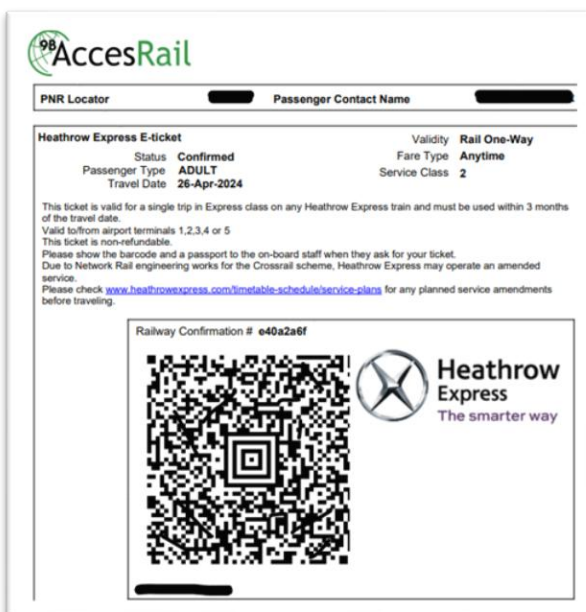 9B AccesRail
PNR Locator Passenger Contact Name
Heathrow Express E-ticket Validity Rail One-Way
Status Confirmed Fare Type Anytime
Passenger Type ADULT Service Class 2
Travel Date 26-Apr-2024
This ticket is valid for a single trip in Express class on any Heathrow Express train and must be used within 3 months
of the travel date.
Valid to/from airport terminals 1,2,3,4 or 5
This ticket is non-refundable.
Please show the barcode and a passport to the on-board staff when they ask for your ticket.
Due to Network Rail engineering works for the Crossrail scheme, Heathrow Express may operate an amended
service.
Please check www.heathrowexpress.com/timetable-schedule/service-plans for any planned service amendments
before traveling.
Railway Confirmation # e40a2a6f
Heathrow
Express
The smarter way